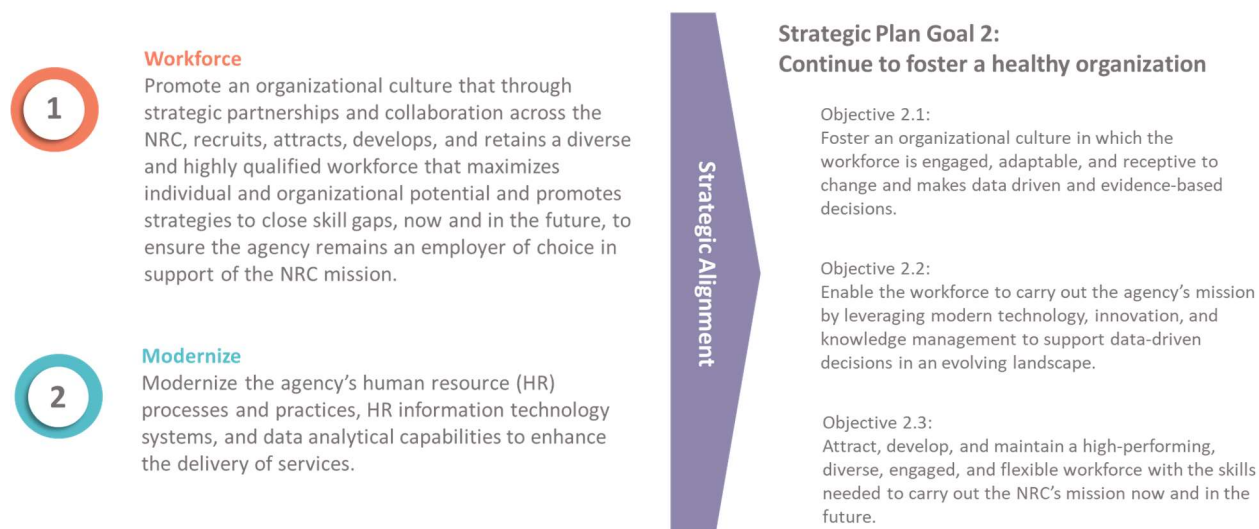 1
Workforce
Promote an organizational culture that through
strategic partnerships and collaboration across the
NRC, recruits, attracts, develops, and retains a diverse
and highly qualified workforce that maximizes
individual and organizational potential and promotes
strategies to close skill gaps, now and in the future, to
ensure the agency remains an employer of choice in
support of the NRC mission.
2
Modernize
Modernize the agency's human resource (HR)
processes and practices, HR information technology
systems, and data analytical capabilities to enhance
the delivery of services.
Strategic Alignment
Strategic Plan Goal 2:
Continue to foster a healthy organization
Objective 2.1:
Foster an organizational culture in which the
workforce is engaged, adaptable, and receptive to
change and makes data driven and evidence-based
decisions.
Objective 2.2:
Enable the workforce to carry out the agency's mission
by leveraging modern technology, innovation, and
knowledge management to support data-driven
decisions in an evolving landscape.
Objective 2.3:
Attract, develop, and maintain a high-performing,
diverse, engaged, and flexible workforce with the skills
needed to carry out the NRC's mission now and in the
future.